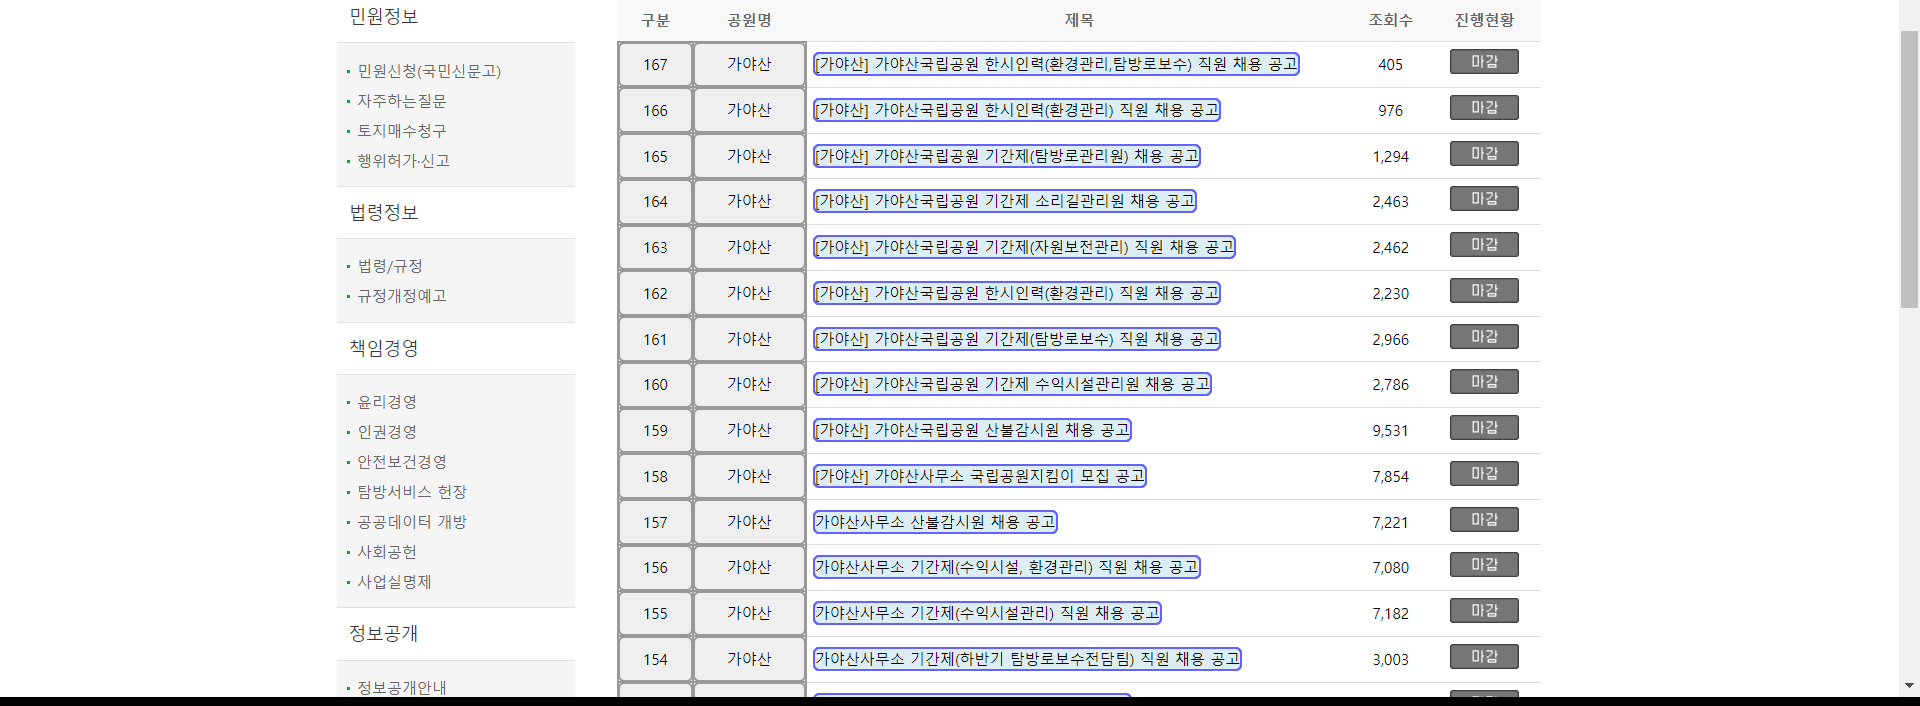 민원정보
민원신청(국민신문고)
자주하는질문
토지매수청구
행위허가·신고
법령정보
법령/규정
규정개정예고
책임경영
윤리경영
인권경영
안전보건경영
탐방서비스 헌장
공공데이터 개방
사회공헌
사업실명제
정보공개
정보공개안내
구분 공원명 제목 조회수 진행현황
167 가야산 [가야산] 가야산국립공원 한시인력(환경관리,탐방로보수) 직원 채용 공고 405 마감
166 가야산 [가야산] 가야산국립공원 한시인력(환경관리) 직원 채용 공고 976 마감
165 가야산 [가야산] 가야산국립공원 기간제(탐방로관리원) 채용 공고 1,294 마감
164 가야산 [가야산] 가야산국립공원 기간제 소리길관리원 채용 공고 2,463 마감
163 가야산 [가야산] 가야산국립공원 기간제(자원보전관리) 직원 채용 공고 2,462 마감
162 가야산 [가야산] 가야산국립공원 한시인력(환경관리) 직원 채용 공고 2,230 마감
161 가야산 [가야산] 가야산국립공원 기간제(탐방로보수) 직원 채용 공고 2,966 마감
160 가야산 [가야산] 가야산국립공원 기간제 수익시설관리원 채용 공고 2,786 마감
159 가야산 [가야산] 가야산국립공원 산불감시원 채용 공고 9,531 마감
158 가야산 [가야산] 가야산사무소 국립공원지킴이 모집 공고 7,854 마감
157 가야산 가야산사무소 산불감시원 채용 공고 7,221 마감
156 가야산 가야산사무소 기간제(수익시설, 환경관리) 직원 채용 공고 7,080 마감
155 가야산 가야산사무소 기간제(수익시설관리) 직원 채용 공고 7,182 마감
154 가야산 가야산사무소 기간제(하반기 탐방로보수전담팀) 직원 채용 공고 3,003 마감